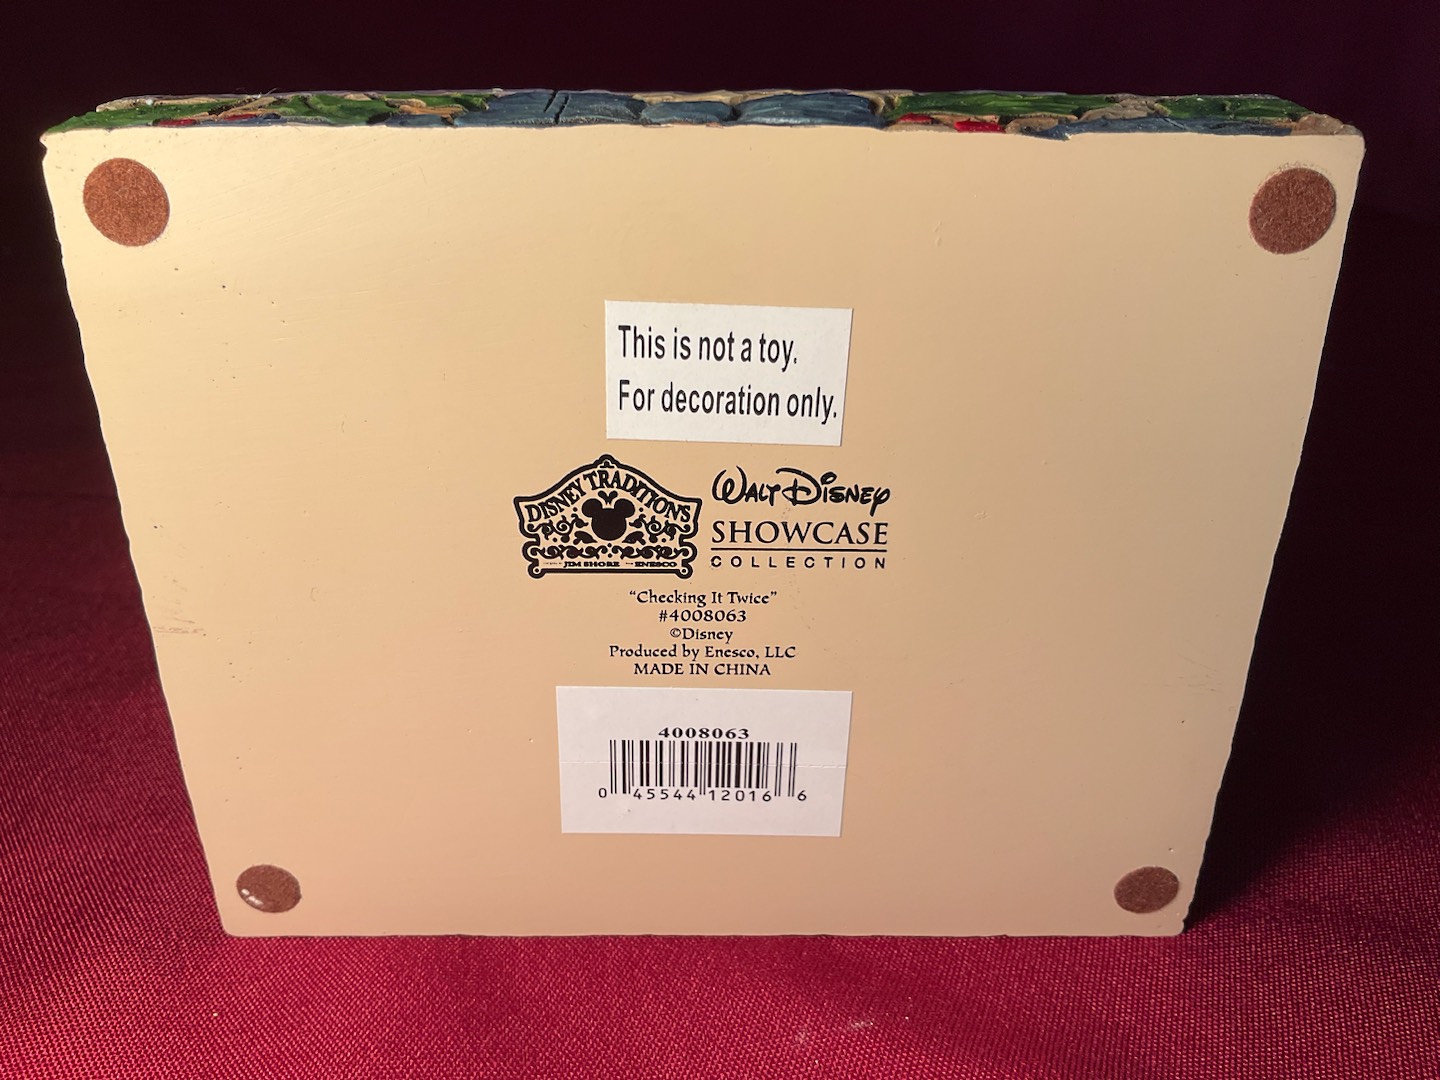 This is not a toy.
For decoration only.
DISNEY TRADITIONS
JIM SHORE ENESCO
WALT DISNEY
SHOWCASE
COLLECTION
“Checking It Twice”
#4008063
©Disney
Produced by Enesco, LLC
MADE IN CHINA
4008063
0 45544 12016 6